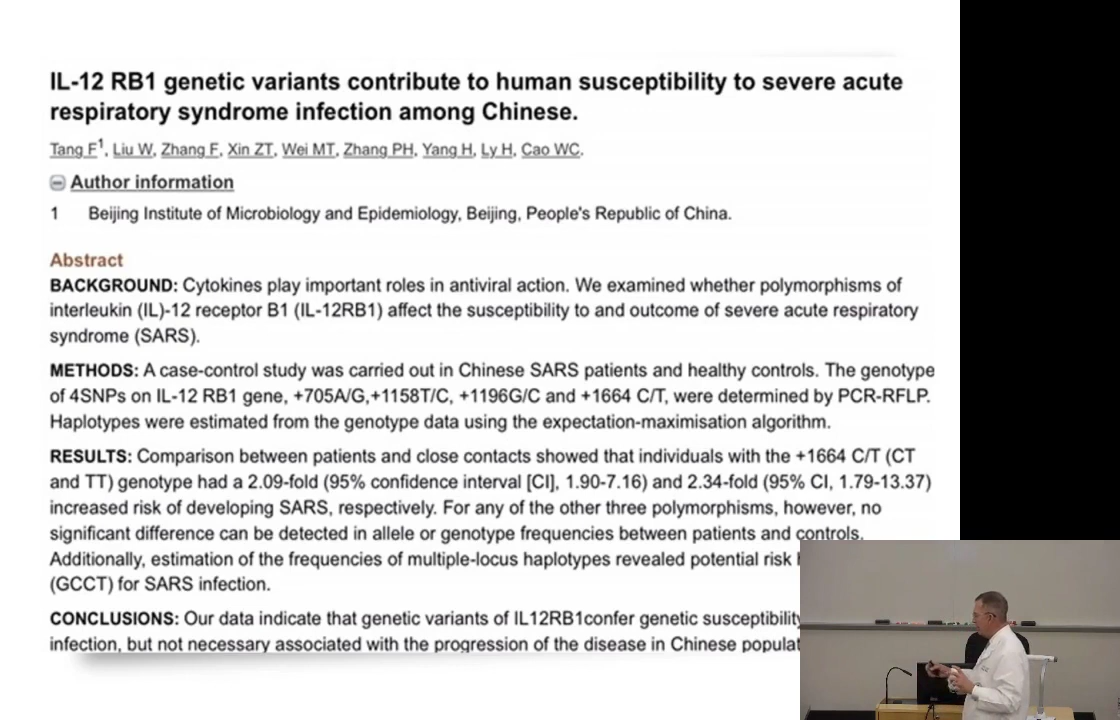 IL-12 RB1 genetic variants contribute to human susceptibility to severe acute
respiratory syndrome infection among Chinese.
Tang F1, Liu W, Zhang F, Xin ZT, Wei MT, Zhang PH, Yang H, Ly H, Cao WC.
Author information
1 Beijing Institute of Microbiology and Epidemiology, Beijing, People's Republic of China.
Abstract
BACKGROUND: Cytokines play important roles in antiviral action. We examined whether polymorphisms of
interleukin (IL)-12 receptor B1 (IL-12RB1) affect the susceptibility to and outcome of severe acute respiratory
syndrome (SARS).
METHODS: A case-control study was carried out in Chinese SARS patients and healthy controls. The genotype
of 4SNPs on IL-12 RB1 gene, +705A/G,+1158T/C, +1196G/C and +1664 C/T, were determined by PCR-RFLP.
Haplotypes were estimated from the genotype data using the expectation-maximisation algorithm.
RESULTS: Comparison between patients and close contacts showed that individuals with the +1664 C/T (CT
and TT) genotype had a 2.09-fold (95% confidence interval [CI], 1.90-7.16) and 2.34-fold (95% CI, 1.79-13.37)
increased risk of developing SARS, respectively. For any of the other three polymorphisms, however, no
significant difference can be detected in allele or genotype frequencies between patients and controls.
Additionally, estimation of the frequencies of multiple-locus haplotypes revealed potential risk
(GCCT) for SARS infection.
CONCLUSIONS: Our data indicate that genetic variants of IL12RB1confer genetic susceptibility
infection, but not necessary associated with the progression of the disease in Chinese